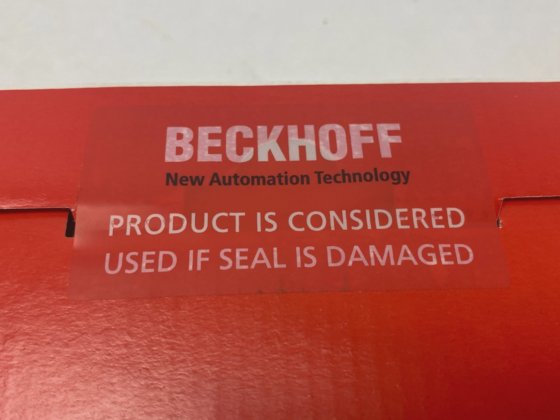 BECKHOFF
New Automation Technology
PRODUCT IS CONSIDERED
USED IF SEAL IS DAMAGED